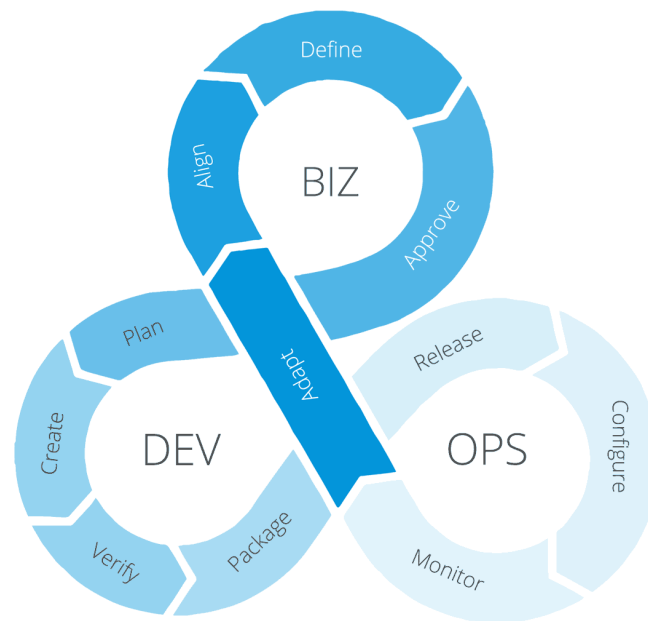 Define
Align
BIZ
Approve
Adapt
Plan
Create
DEV
Verify
Package
Release
OPS
Configure
Monitor